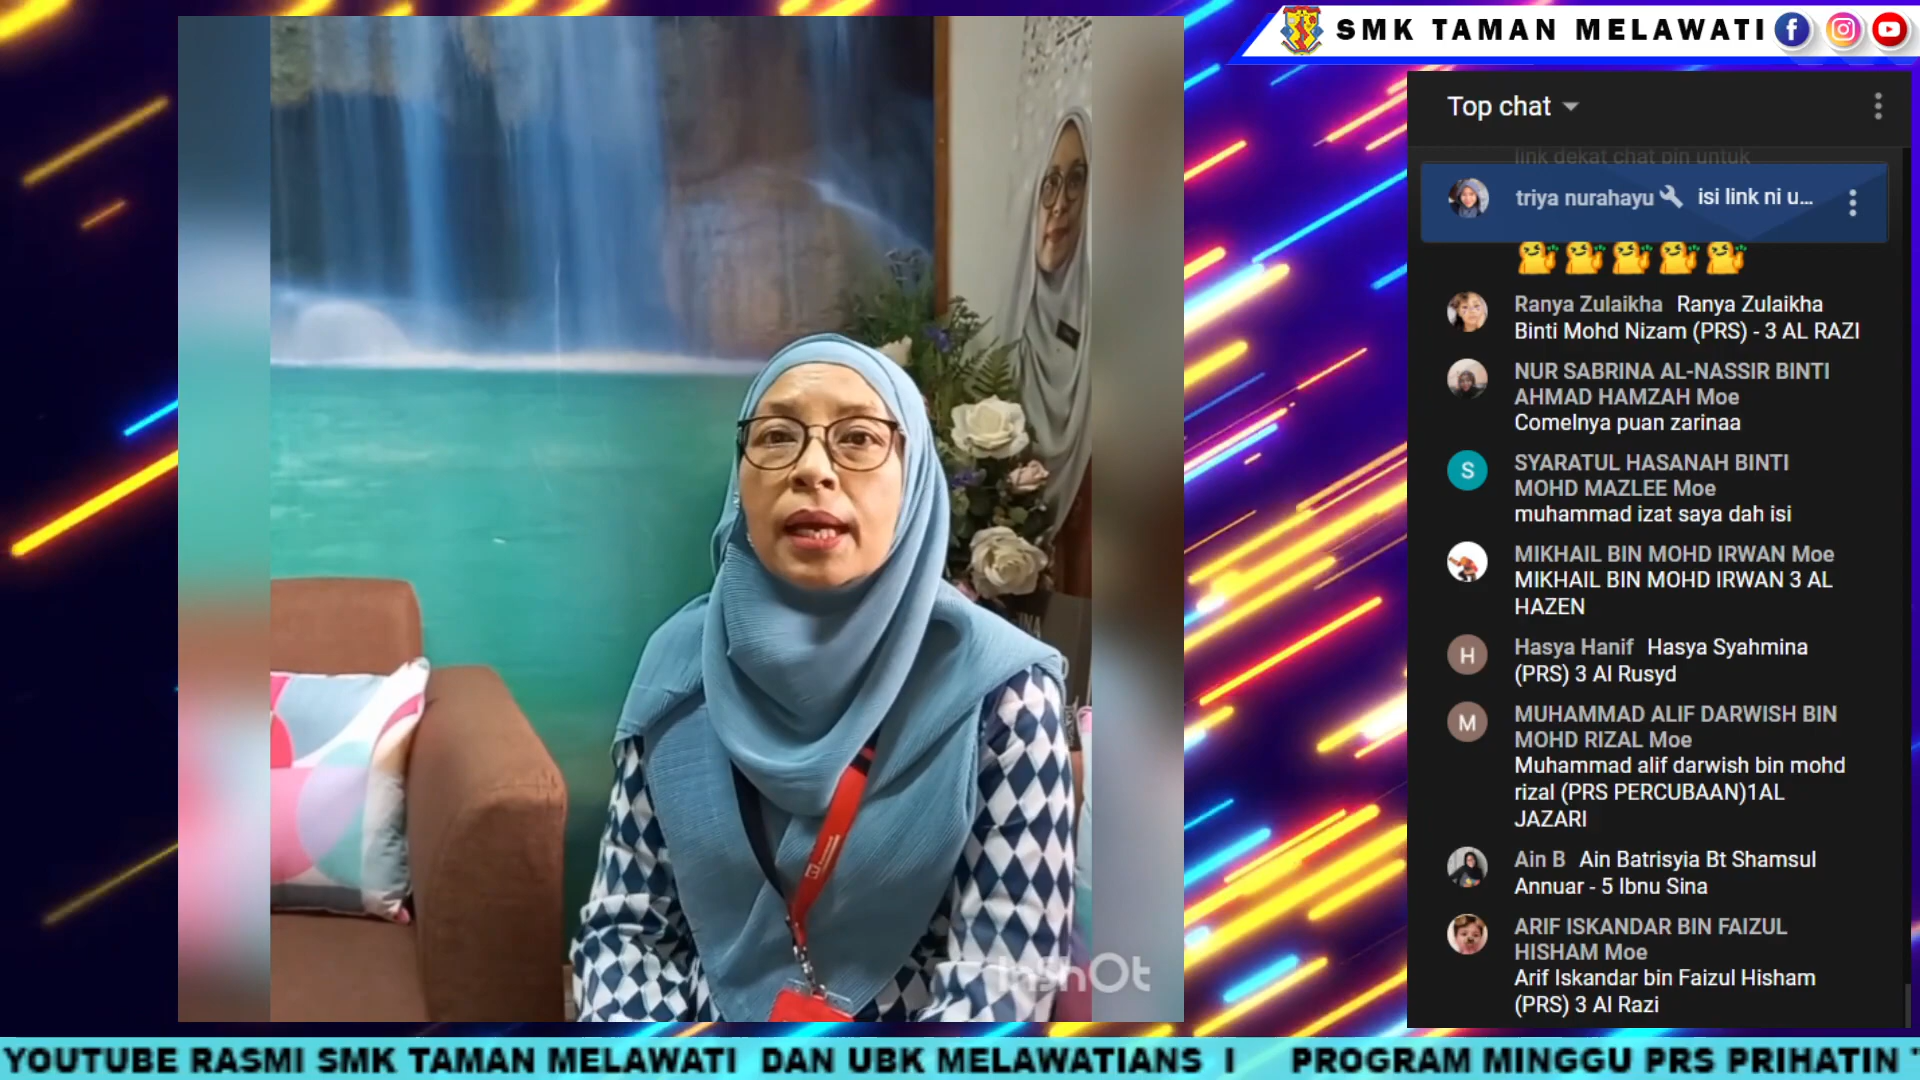 SMK TAMAN MELAWATI
Top chat
link dekat chat pin untuk
triya nurahayu isi link ni u...
Ranya Zulaikha Ranya Zulaikha
Binti Mohd Nizam (PRS) - 3 AL RAZI
NUR SABRINA AL-NASSIR BINTI
AHMAD HAMZAH Moe
Comelnya puan zarinaa
S
SYARATUL HASANAH BINTI
MOHD MAZLEE Moe
muhammad izat saya dah isi
MIKHAIL BIN MOHD IRWAN Moe
MIKHAIL BIN MOHD IRWAN 3 AL
HAZEN
H
Hasya Hanif Hasya Syahmina
(PRS) 3 Al Rusyd
M
MUHAMMAD ALIF DARWISH BIN
MOHD RIZAL Moe
Muhammad alif darwish bin mohd
rizal (PRS PERCUBAAN)1AL
JAZARI
Ain B Ain Batrisyia Bt Shamsul
Annuar - 5 Ibnu Sina
ARIF ISKANDAR BIN FAIZUL
HISHAM Moe
Arif Iskandar bin Faizul Hisham
(PRS) 3 Al Razi
InShOt
YOUTUBE RASMI SMK TAMAN MELAWATI DAN UBK MELAWATIANS I PROGRAM MINGGU PRS PRIHATIN